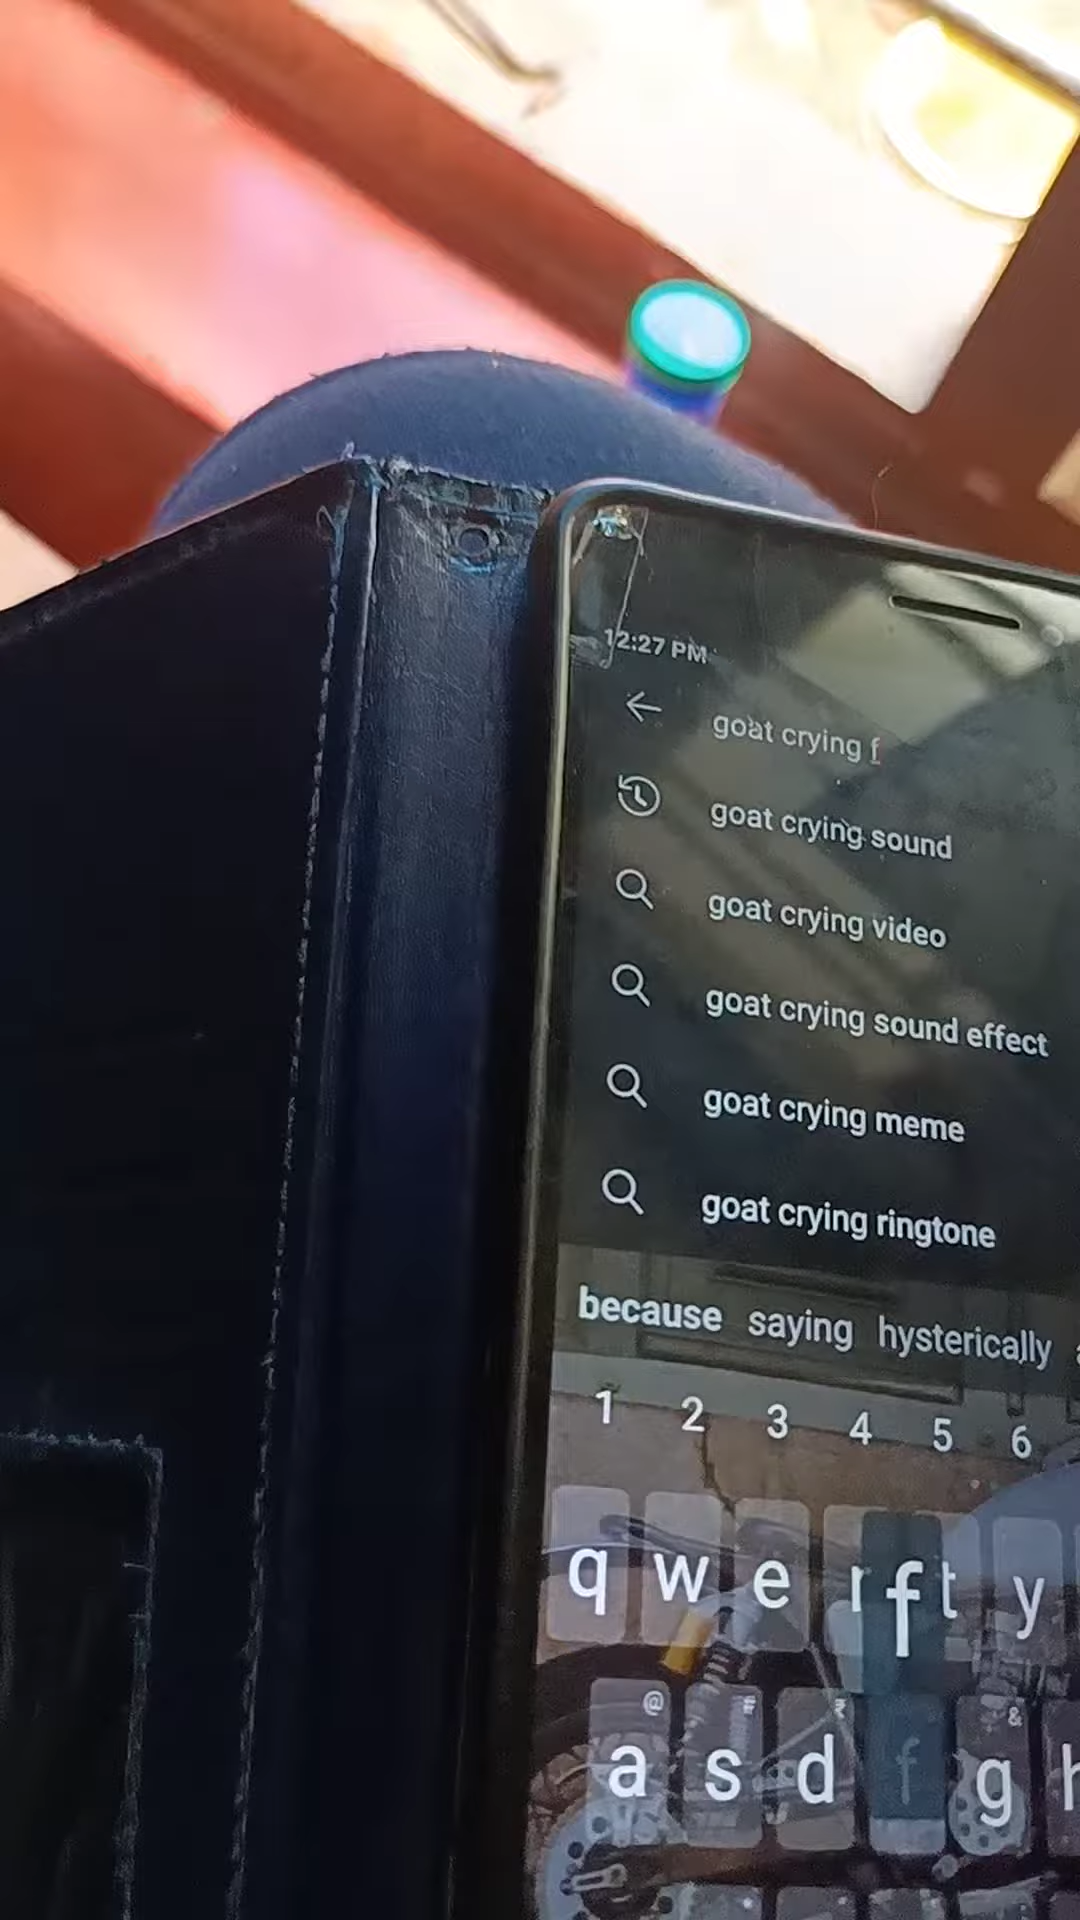 12:27 PM
goat crying f
goat crying sound
goat crying video
goat crying sound effect
goat crying meme
goat crying ringtone
because saying hysterically
1 2 3 4 5 6
q w e r f t y
@ # ₹ &
a s d f g h